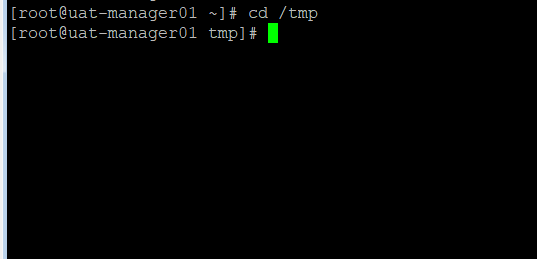 [root@uat-manager01 ~]# cd /tmp
[root@uat-manager01 tmp]#